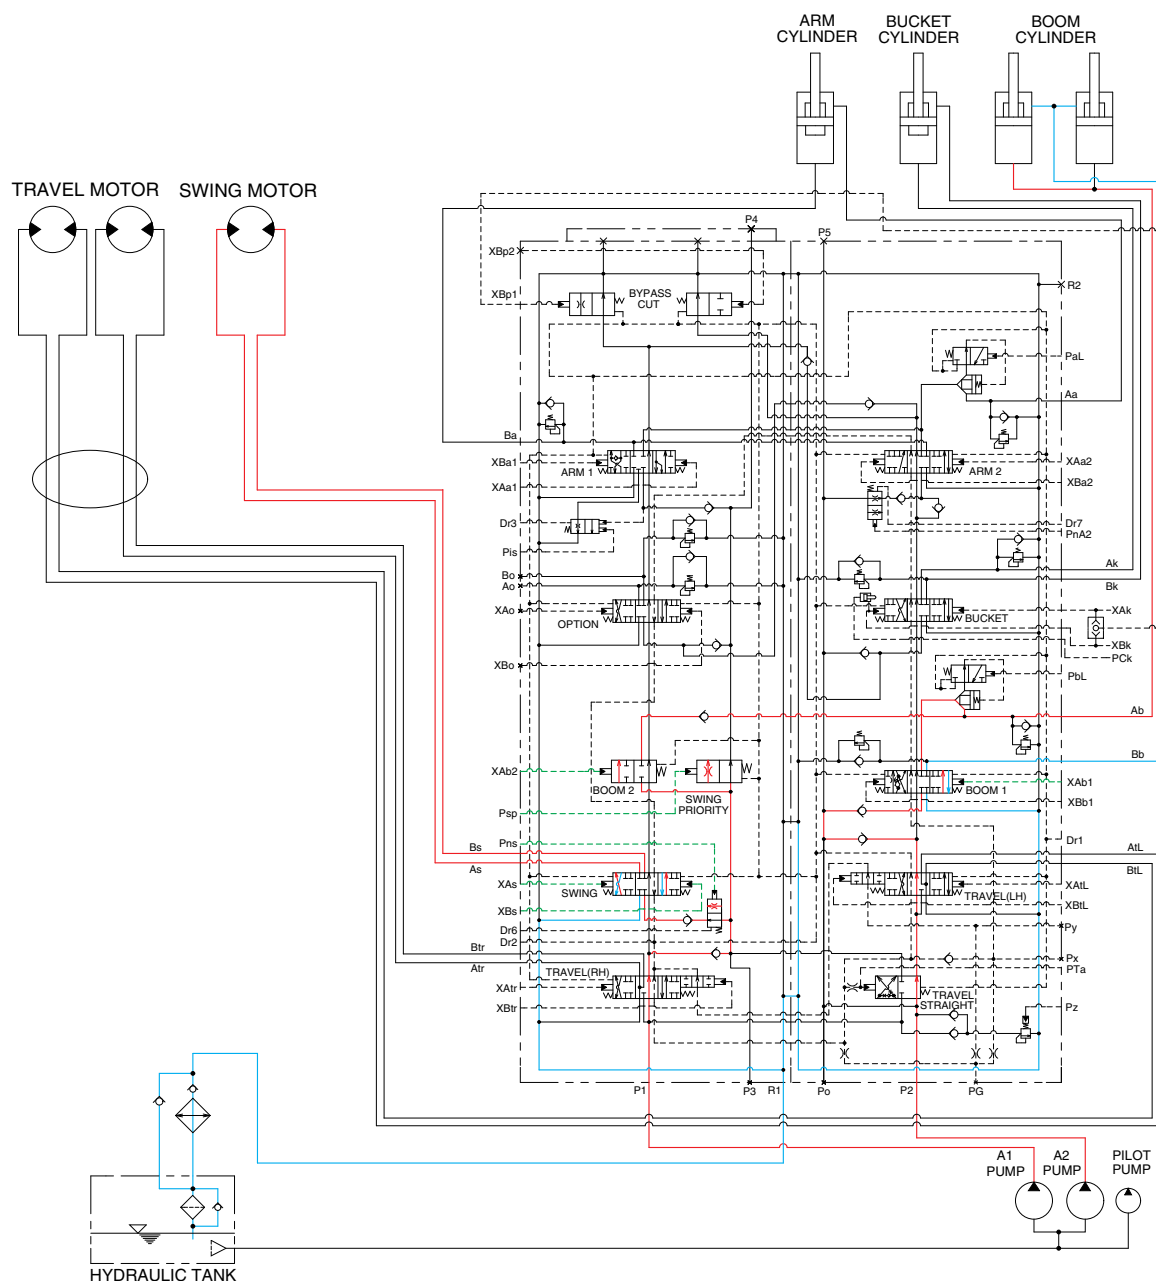 ARM
CYLINDER
BUCKET
CYLINDER
BOOM
CYLINDER
TRAVEL MOTOR
SWING MOTOR
P4
P5
XBp2
XBp1
BYPASS
CUT
R2
PaL
Aa
Ba
XBa1
ARM 1
XAa1
ARM 2
XAa2
XBa2
Dr3
Pis
Dr7
PnA2
Bo
Ao
Ak
Bk
XAo
OPTION
XBo
BUCKET
XAk
XBk
PCk
PbL
Ab
Bb
XAb2
BOOM 2
SWING
PRIORITY
Psp
BOOM 1
XAb1
XBb1
Pns
Bs
As
Dr1
AtL
BtL
XAs
SWING
XBs
TRAVEL(LH)
XAtL
XBtL
Dr6
Dr2
Py
Btr
Atr
Px
PTa
TRAVEL(RH)
XAtr
XBtr
TRAVEL
STRAIGHT
Pz
P1
P3
R1
Po
P2
PG
A1
PUMP
A2
PUMP
PILOT
PUMP
HYDRAULIC TANK